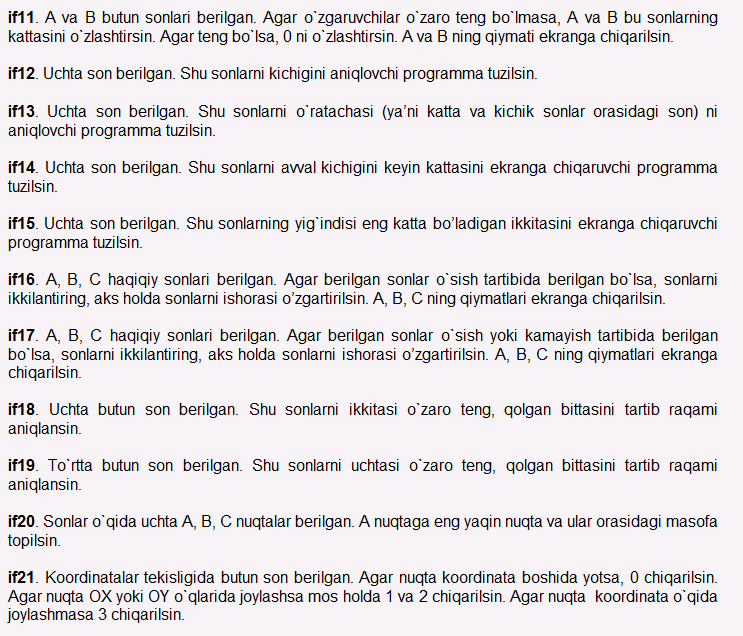 if11. A va B butun sonlari berilgan. Agar o`zgaruvchilar o`zaro teng bo`lmasa, A va B bu sonlarning
kattasini o`zlashtirsin. Agar teng bo`lsa, 0 ni o`zlashtirsin. A va B ning qiymati ekranga chiqarilsin.
if12. Uchta son berilgan. Shu sonlarni kichigini aniqlovchi programma tuzilsin.
if13. Uchta son berilgan. Shu sonlarni o`ratachasi (ya’ni katta va kichik sonlar orasidagi son) ni
aniqlovchi programma tuzilsin.
if14. Uchta son berilgan. Shu sonlarni avval kichigini keyin kattasini ekranga chiqaruvchi programma
tuzilsin.
if15. Uchta son berilgan. Shu sonlarning yig`indisi eng katta bo’ladigan ikkitasini ekranga chiqaruvchi
programma tuzilsin.
if16. A, B, C haqiqiy sonlari berilgan. Agar berilgan sonlar o`sish tartibida berilgan bo`lsa, sonlarni
ikkilantiring, aks holda sonlarni ishorasi o’zgartirilsin. A, B, C ning qiymatlari ekranga chiqarilsin.
if17. A, B, C haqiqiy sonlari berilgan. Agar berilgan sonlar o`sish yoki kamayish tartibida berilgan
bo`lsa, sonlarni ikkilantiring, aks holda sonlarni ishorasi o’zgartirilsin. A, B, C ning qiymatlari ekranga
chiqarilsin.
if18. Uchta butun son berilgan. Shu sonlarni ikkitasi o`zaro teng, qolgan bittasini tartib raqami
aniqlansin.
if19. To`rtta butun son berilgan. Shu sonlarni uchtasi o`zaro teng, qolgan bittasini tartib raqami
aniqlansin.
if20. Sonlar o`qida uchta A, B, C nuqtalar berilgan. A nuqtaga eng yaqin nuqta va ular orasidagi masofa
topilsin.
if21. Koordinatalar tekisligida butun son berilgan. Agar nuqta koordinata boshida yotsa, 0 chiqarilsin.
Agar nuqta OX yoki OY o`qlarida joylashsa mos holda 1 va 2 chiqarilsin. Agar nuqta koordinata o`qida
joylashmasa 3 chiqarilsin.